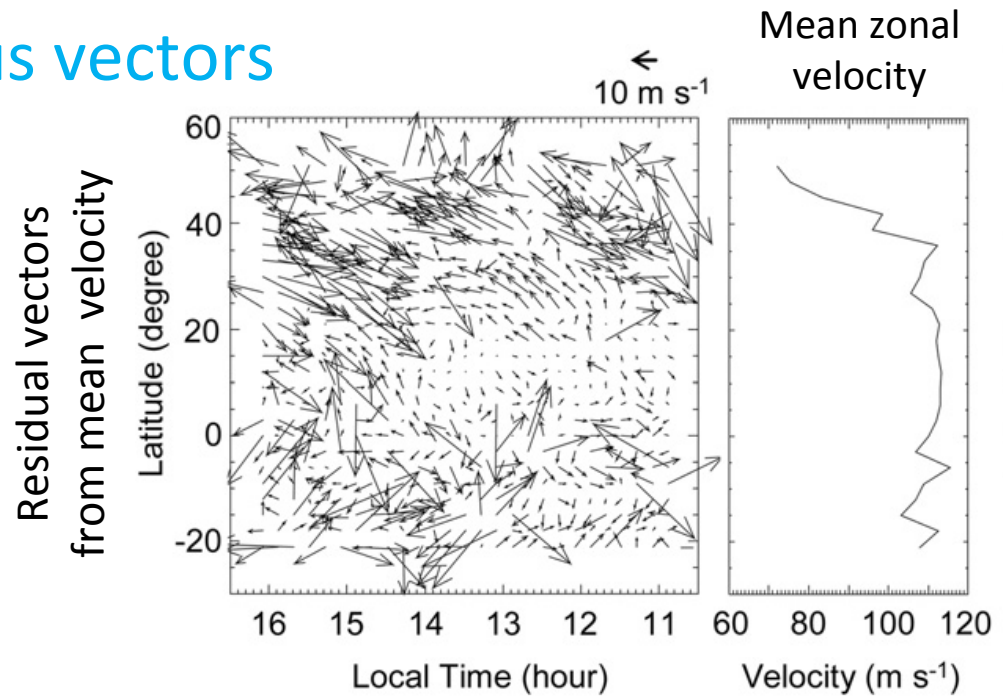 us vectors
Mean zonal
velocity
10 m s⁻¹
Residual vectors
from mean velocity
Latitude (degree)
60
40
20
0
-20
16 15 14 13 12 11
Local Time (hour)
60 80 100 120
Velocity (m s⁻¹)